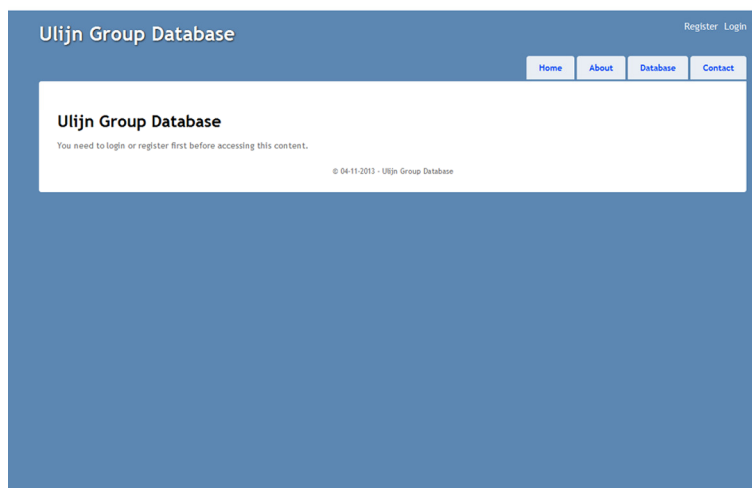 Ulijn Group Database
Register Login
Home About Database Contact
Ulijn Group Database
You need to login or register first before accessing this content.
© 04-11-2013 - Ulijn Group Database